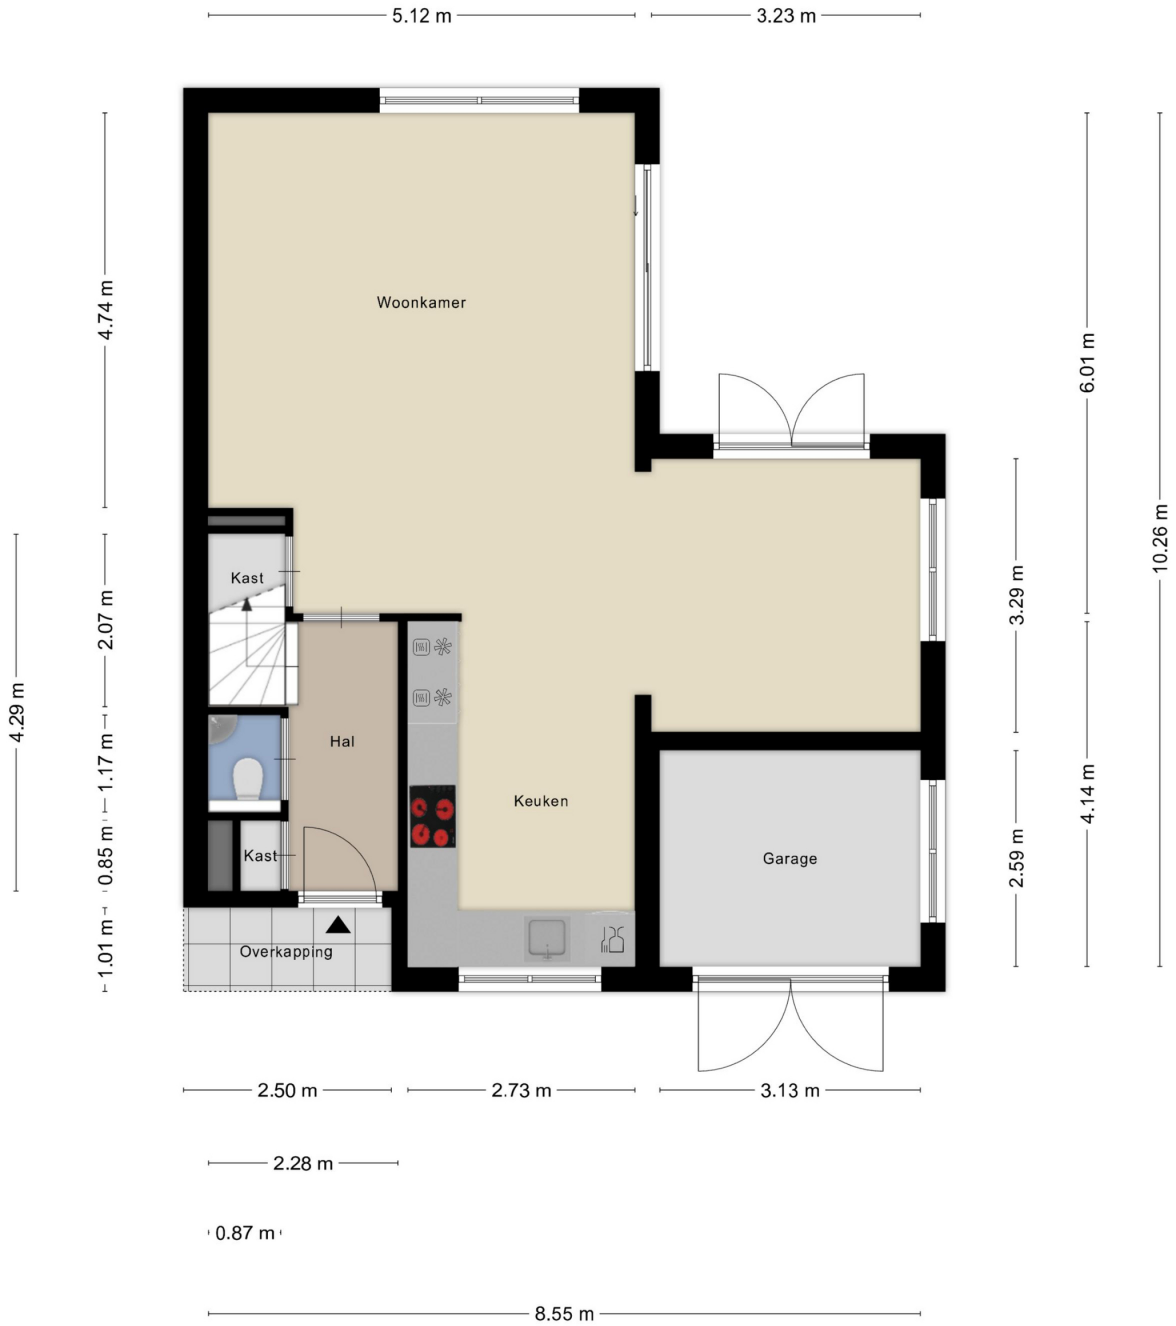 5.12 m
3.23 m
Woonkamer
4.74 m
6.01 m
10.26 m
Kast
2.07 m
3.29 m
4.29 m
Hal
1.17 m
Keuken
4.14 m
Kast
0.85 m
Garage
2.59 m
Overkapping
1.01 m
2.50 m
2.73 m
3.13 m
2.28 m
0.87 m
8.55 m